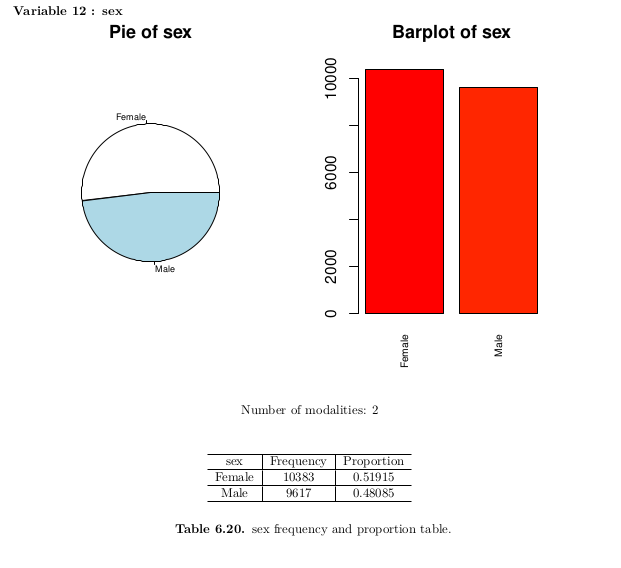 Variable 12 : sex
Pie of sex
Female
Male
Barplot of sex
10000
6000
2000
0
Female
Male
Number of modalities: 2
sex Frequency Proportion
Female 10383 0.51915
Male 9617 0.48085
Table 6.20. sex frequency and proportion table.